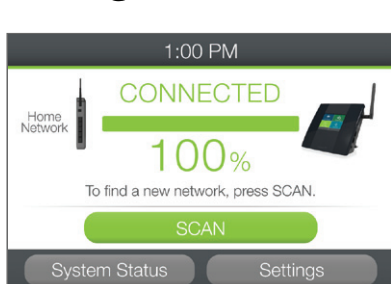 1:00 PM
CONNECTED
Home
Network
100%
To find a new network, press SCAN.
SCAN
System Status
Settings